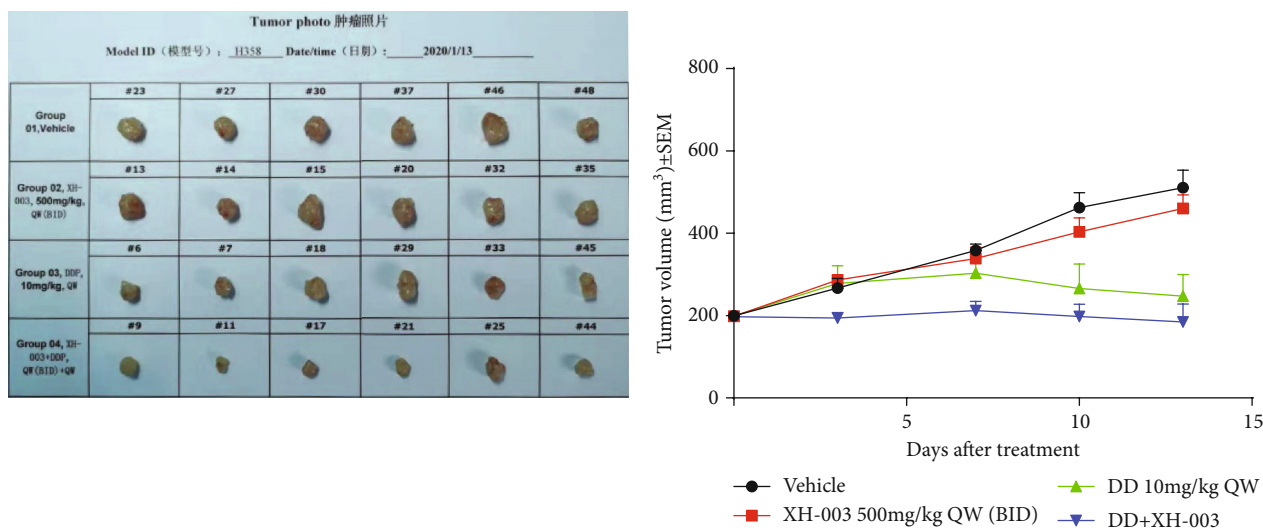 Tumor photo 肿瘤照片
Model ID（模型号）： H358 Date/time（日期）: 2020/1/13
#23 #27 #30 #37 #46 #48
Group
01,Vehicle
#13 #14 #15 #20 #32 #35
Group 02, XH-
003, 500mg/kg,
QW(BID)
#6 #7 #18 #29 #33 #45
Group 03, DDP,
10mg/kg, QW
#9 #11 #17 #21 #25 #44
Group 04, XH-
003+DDP,
QW(BID)+QW
Tumor volume (mm³)±SEM
800
600
400
200
0
5 10 15
Days after treatment
Vehicle
XH-003 500mg/kg QW (BID)
DD 10mg/kg QW
DD+XH-003